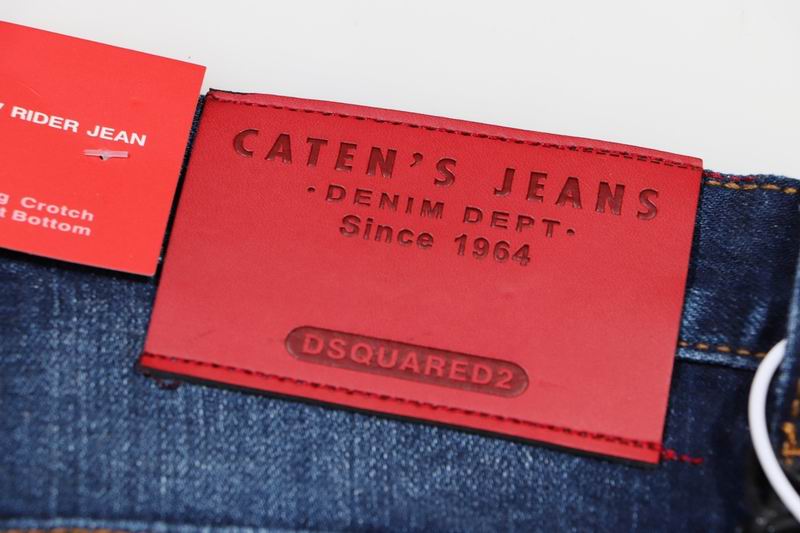 RIDER JEAN
Crotch
Bottom
CATEN'S JEANS
·DENIM DEPT·
Since 1964
DSQUARED2